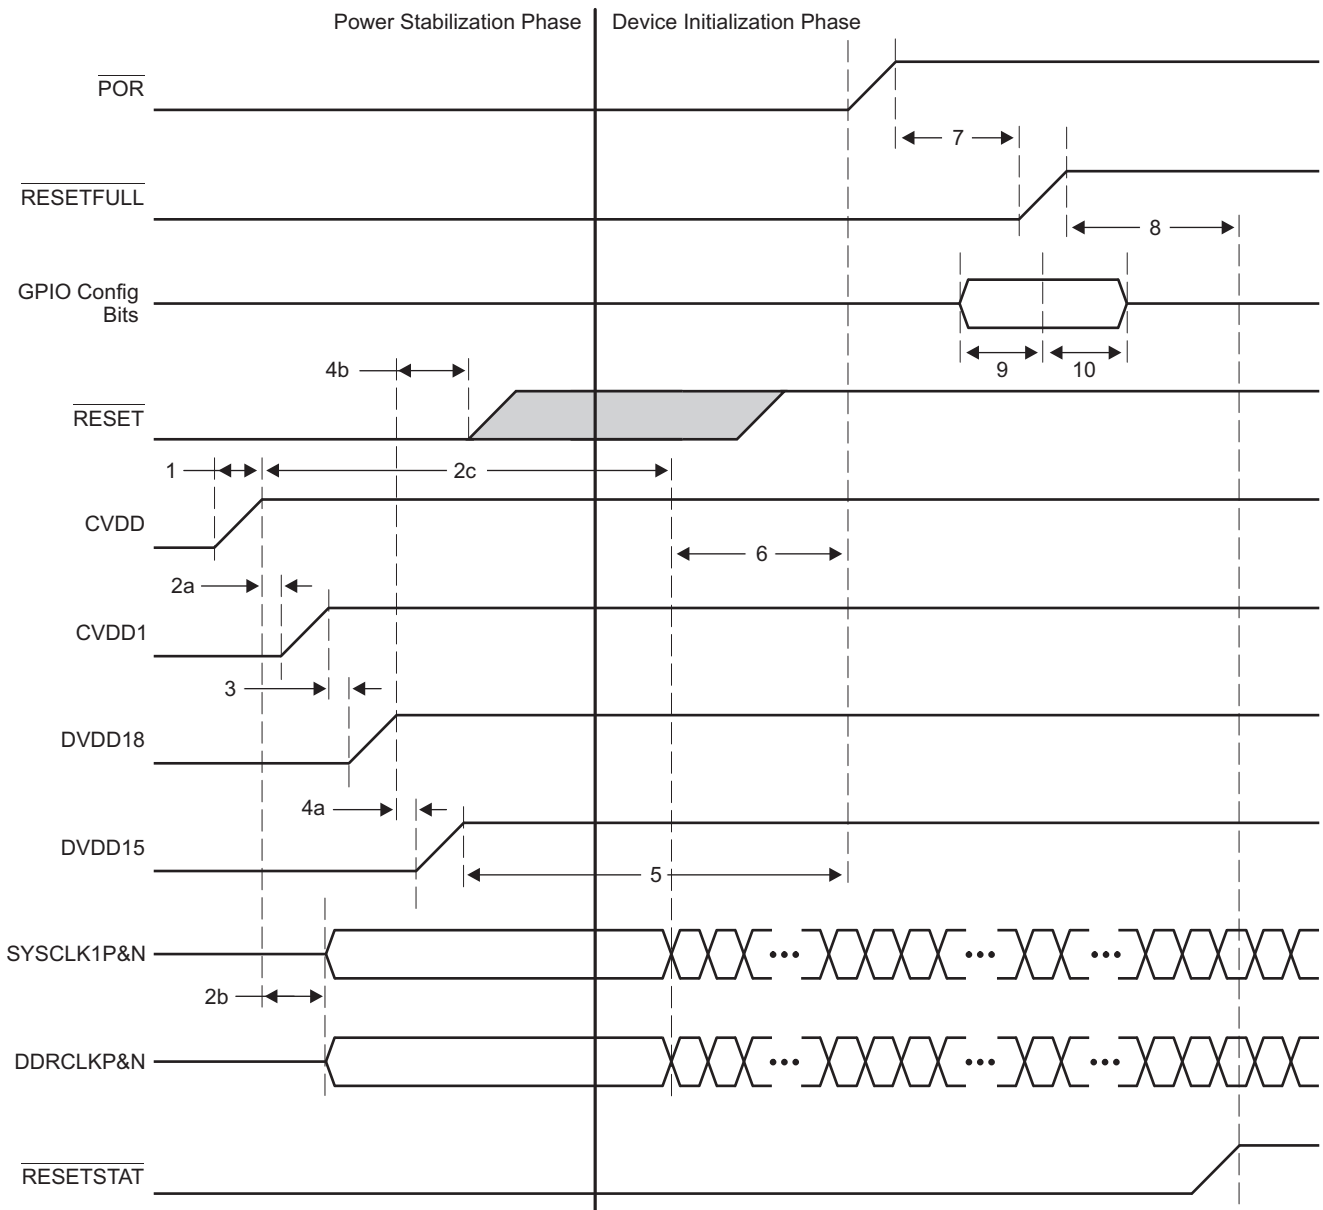 Power Stabilization Phase
Device Initialization Phase
POR
7
RESETFULL
8
GPIO Config
Bits
9
10
4b
RESET
1
2c
CVDD
6
2a
CVDD1
3
DVDD18
4a
DVDD15
5
SYSCLK1P&N
2b
DDRCLKP&N
RESETSTAT